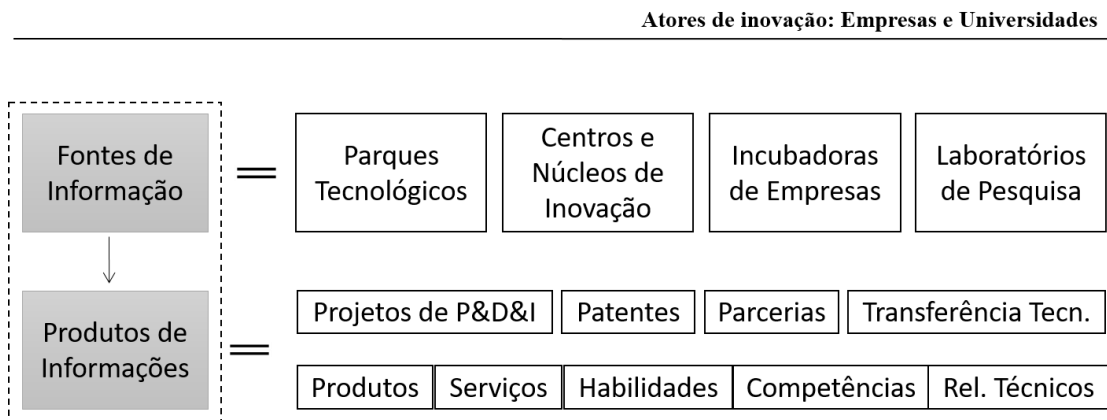 Atores de inovação: Empresas e Universidades
Fontes de
Informação
=
Parques
Tecnológicos
Centros e
Núcleos de
Inovação
Incubadoras
de Empresas
Laboratórios
de Pesquisa
Produtos de
Informações
=
Projetos de P&D&I
Patentes
Parcerias
Transferência Tecn.
Produtos
Serviços
Habilidades
Competências
Rel. Técnicos